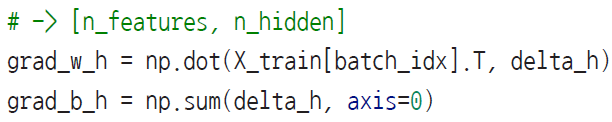 # -> [n_features, n_hidden]
grad_w_h = np.dot(X_train[batch_idx].T, delta_h)
grad_b_h = np.sum(delta_h, axis=0)